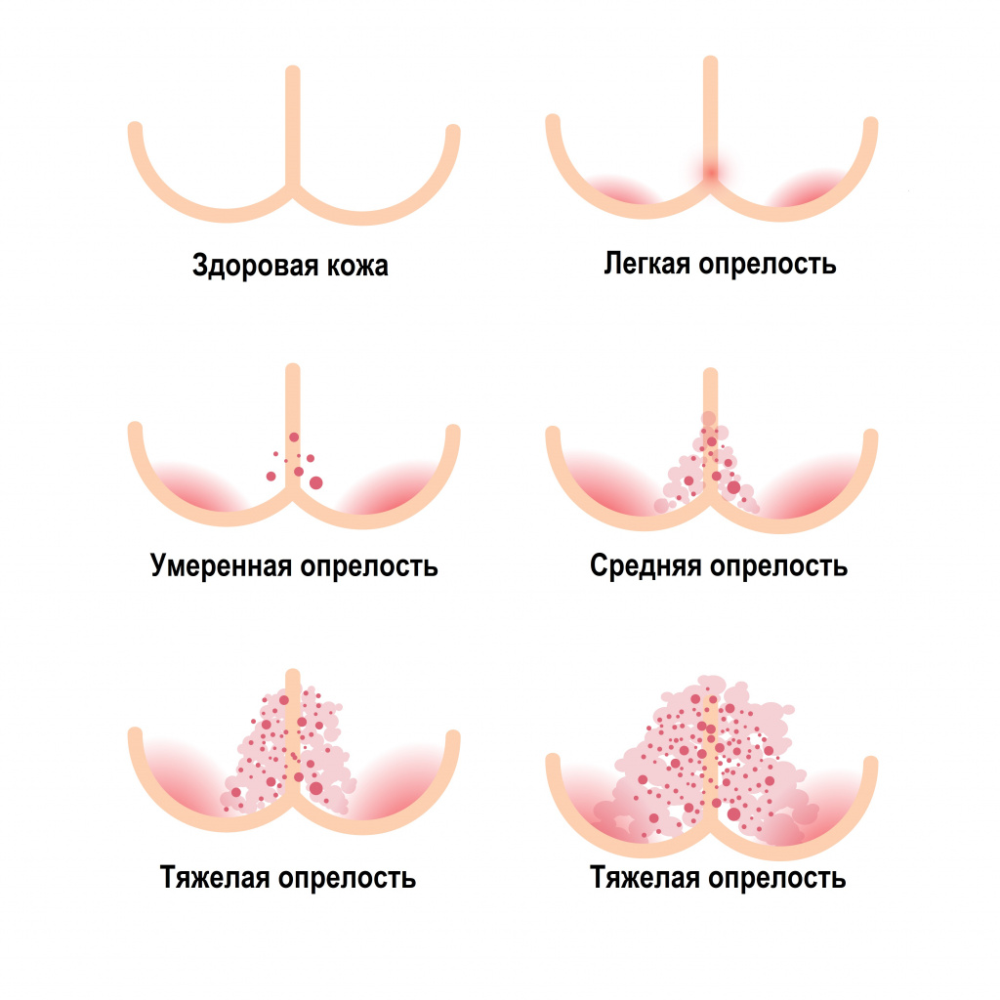 Здоровая кожа
Легкая опрелость
Умеренная опрелость
Средняя опрелость
Тяжелая опрелость
Тяжелая опрелость